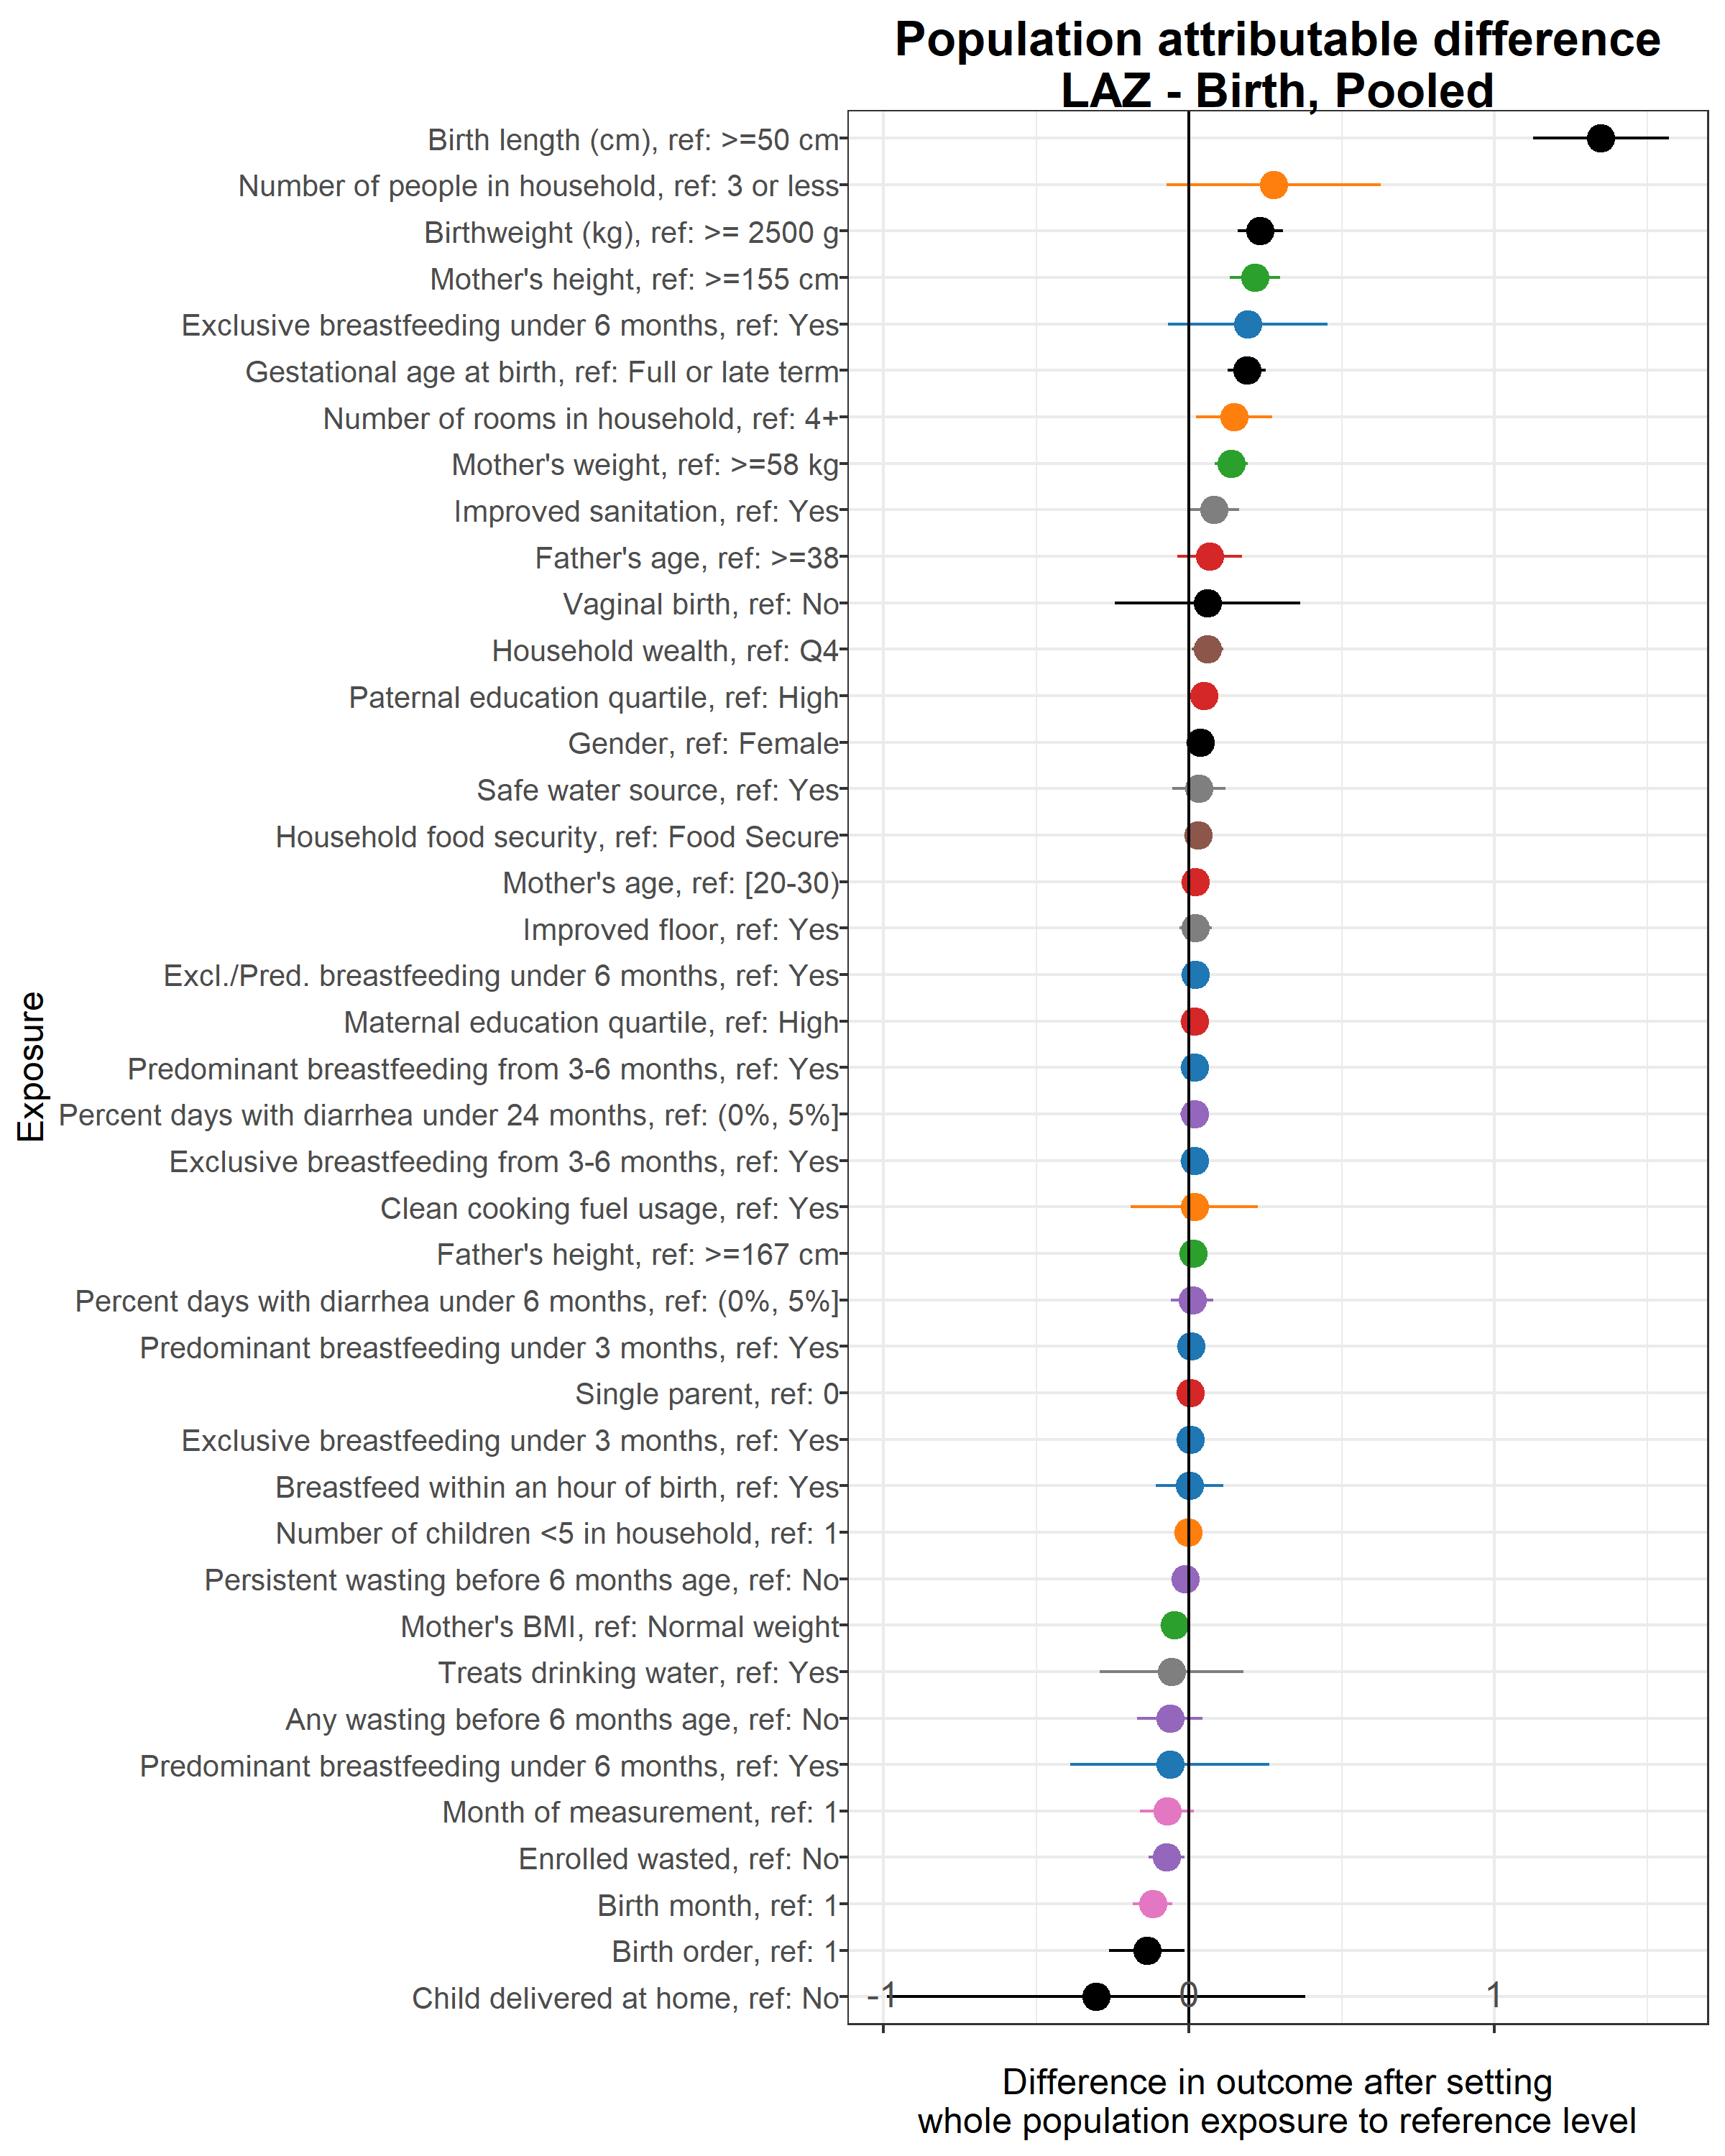 Population attributable difference
LAZ - Birth, Pooled
Birth length (cm), ref: >=50 cm
Number of people in household, ref: 3 or less
Birthweight (kg), ref: >= 2500 g
Mother's height, ref: >=155 cm
Exclusive breastfeeding under 6 months, ref: Yes
Gestational age at birth, ref: Full or late term
Number of rooms in household, ref: 4+
Mother's weight, ref: >=58 kg
Improved sanitation, ref: Yes
Father's age, ref: >=38
Vaginal birth, ref: No
Household wealth, ref: Q4
Paternal education quartile, ref: High
Gender, ref: Female
Safe water source, ref: Yes
Household food security, ref: Food Secure
Mother's age, ref: [20-30)
Improved floor, ref: Yes
Excl./Pred. breastfeeding under 6 months, ref: Yes
Maternal education quartile, ref: High
Predominant breastfeeding from 3-6 months, ref: Yes
Percent days with diarrhea under 24 months, ref: (0%, 5%]
Exclusive breastfeeding from 3-6 months, ref: Yes
Clean cooking fuel usage, ref: Yes
Father's height, ref: >=167 cm
Percent days with diarrhea under 6 months, ref: (0%, 5%]
Predominant breastfeeding under 3 months, ref: Yes
Single parent, ref: 0
Exclusive breastfeeding under 3 months, ref: Yes
Breastfeed within an hour of birth, ref: Yes
Number of children <5 in household, ref: 1
Persistent wasting before 6 months age, ref: No
Mother's BMI, ref: Normal weight
Treats drinking water, ref: Yes
Any wasting before 6 months age, ref: No
Predominant breastfeeding under 6 months, ref: Yes
Month of measurement, ref: 1
Enrolled wasted, ref: No
Birth month, ref: 1
Birth order, ref: 1
Child delivered at home, ref: No
Exposure
-1 0 1
Difference in outcome after setting
whole population exposure to reference level